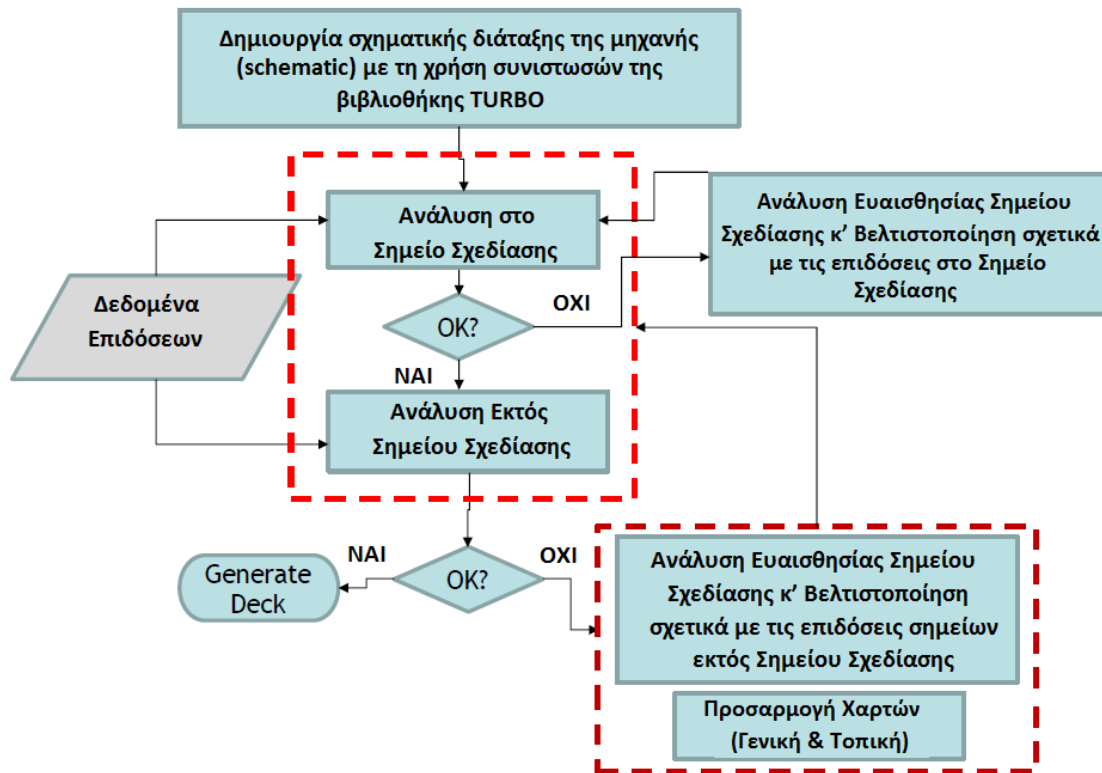 Δημιουργία σχηματικής διάταξης της μηχανής
(schematic) με τη χρήση συνιστωσών της
βιβλιοθήκης TURBO
Ανάλυση στο
Σημείο Σχεδίασης
Ανάλυση Ευαισθησίας Σημείου
Σχεδίασης κ' Βελτιστοποίηση σχετικά
με τις επιδόσεις στο Σημείο
Σχεδίασης
Δεδομένα
Επιδόσεων
ΟΧΙ
OK?
ΝΑΙ
Ανάλυση Εκτός
Σημείου Σχεδίασης
ΝΑΙ
ΟΧΙ
Generate
Deck
OK?
Ανάλυση Ευαισθησίας Σημείου
Σχεδίασης κ' Βελτιστοποίηση
σχετικά με τις επιδόσεις σημείων
εκτός Σημείου Σχεδίασης
Προσαρμογή Χαρτών
(Γενική & Τοπική)